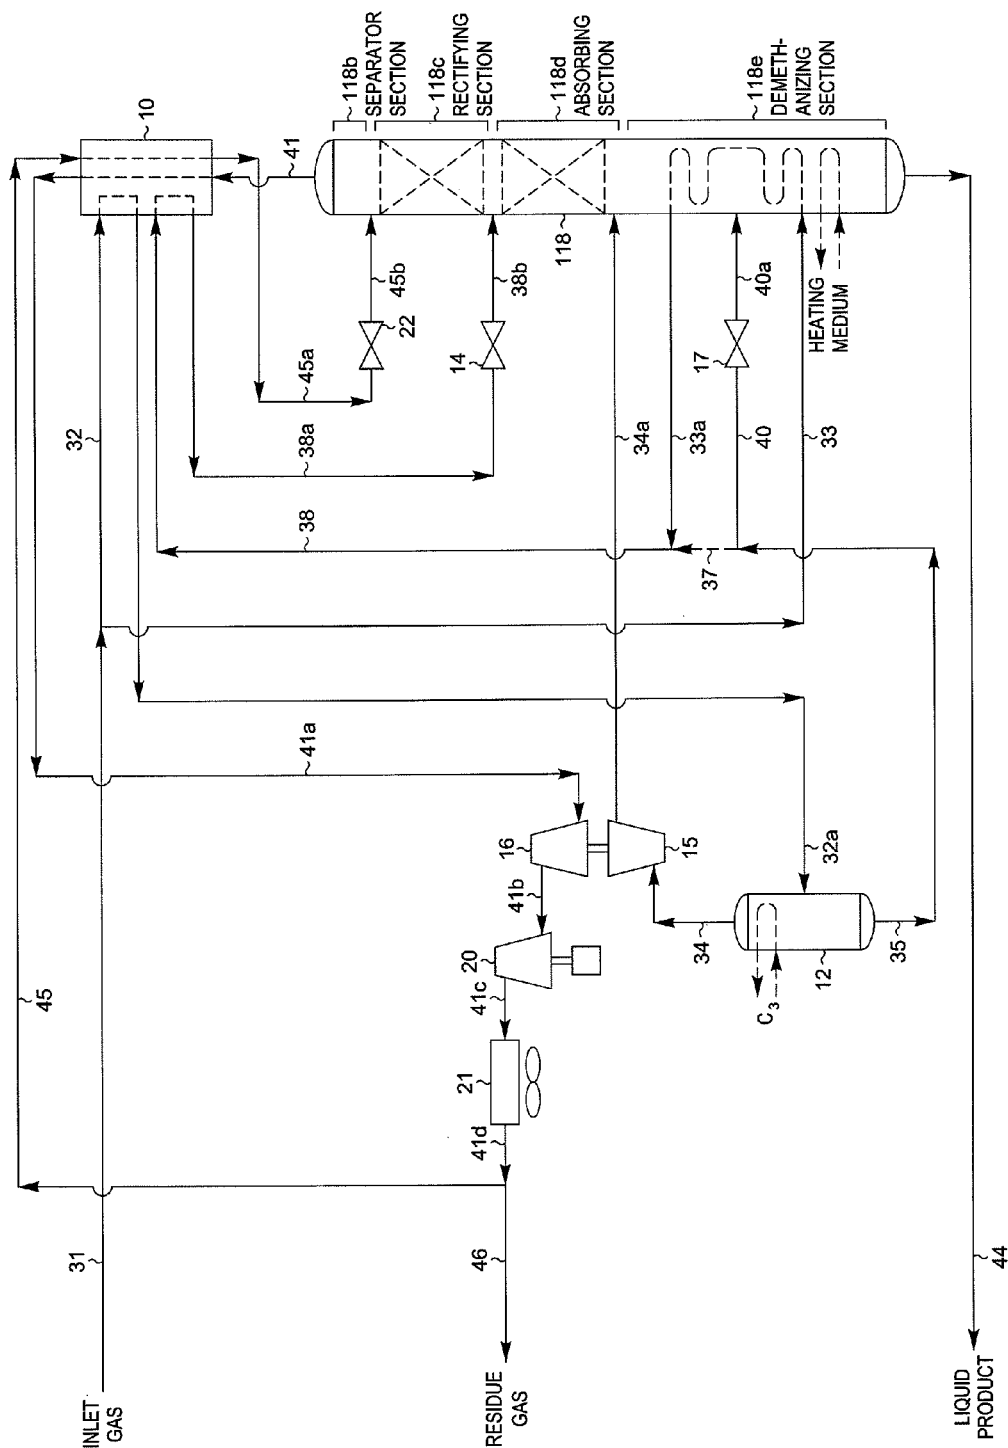 INLET
GAS
31
45
RESIDUE
GAS
46
LIQUID
PRODUCT
44
41d
21
41c
20
41b
16
15
41a
C3
34
12
35
32a
32
38
38a
45a
37
34a
33a
40
33
22
14
17
45b
38b
40a
HEATING
MEDIUM
10
41
118
118b
SEPARATOR
SECTION
118c
RECTIFYING
SECTION
118d
ABSORBING
SECTION
118e
DEMETH-
ANIZING
SECTION